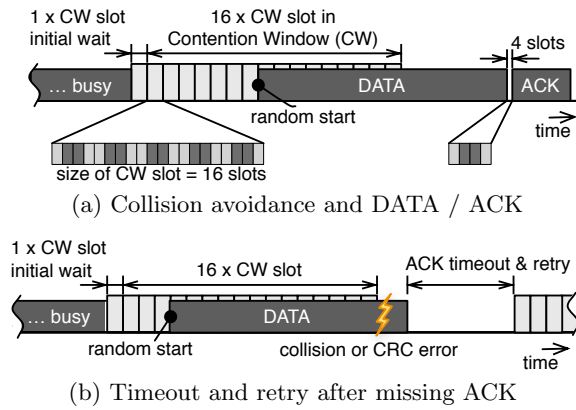 1 x CW slot
initial wait
16 x CW slot in
Contention Window (CW)
4 slots
... busy
DATA
ACK
random start
time
size of CW slot = 16 slots
(a) Collision avoidance and DATA / ACK
1 x CW slot
initial wait
16 x CW slot
ACK timeout & retry
... busy
DATA
random start
collision or CRC error
time
(b) Timeout and retry after missing ACK